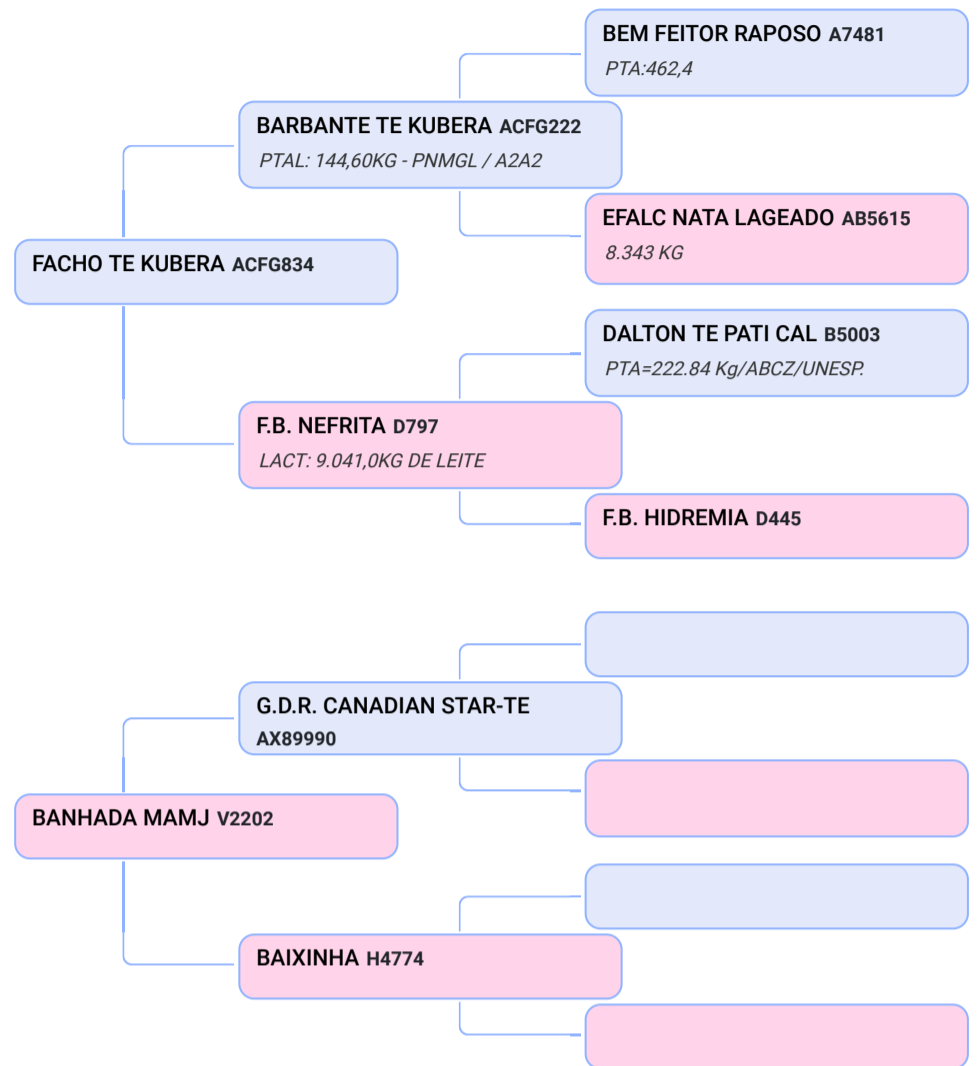 BEM FEITOR RAPOSO A7481
PTA:462,4
BARBANTE TE KUBERA ACFG222
PTAL: 144,60KG - PNMGL / A2A2
EFALC NATA LAGEADO AB5615
8.343 KG
FACHO TE KUBERA ACFG834
DALTON TE PATI CAL B5003
PTA=222.84 Kg/ABCZ/UNESP.
F.B. NEFRITA D797
LACT: 9.041,0KG DE LEITE
F.B. HIDREMIA D445
G.D.R. CANADIAN STAR-TE
AX89990
BANHADA MAMJ V2202
BAIXINHA H4774